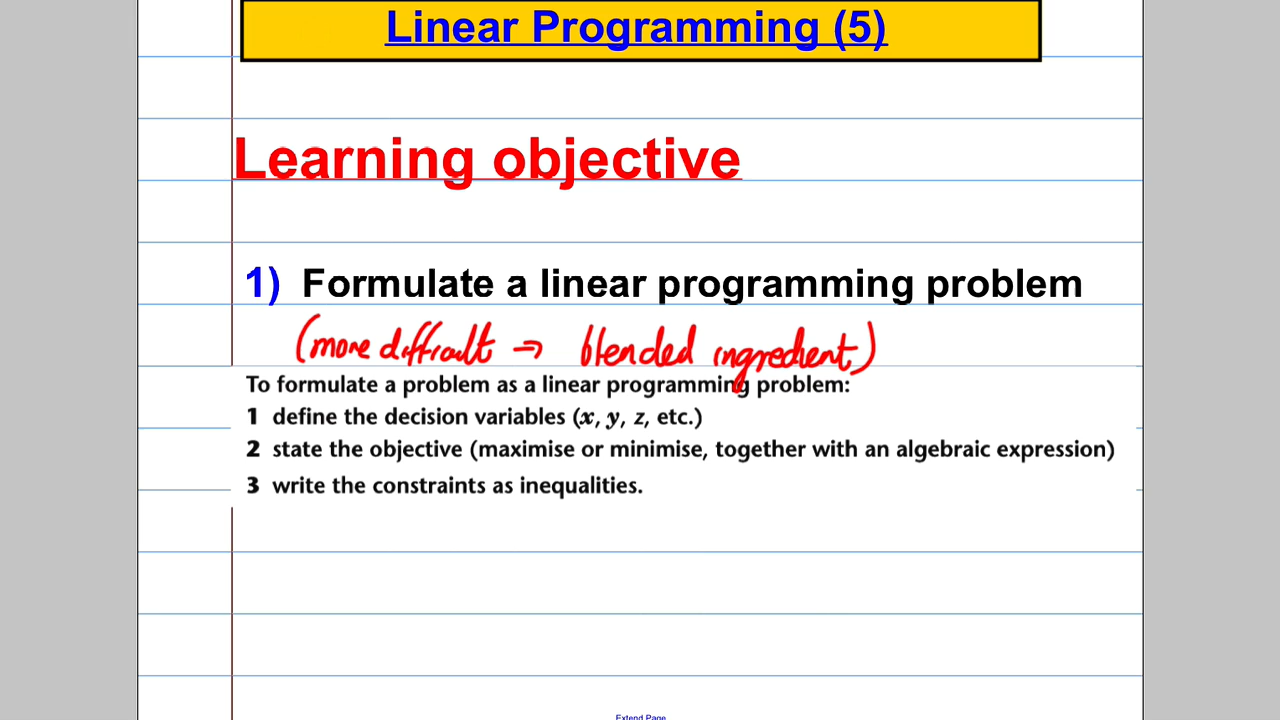 Linear Programming (5)
Learning objective
1) Formulate a linear programming problem
(more difficult → blended ingredient)
To formulate a problem as a linear programming problem:
1 define the decision variables (x, y, z, etc.)
2 state the objective (maximise or minimise, together with an algebraic expression)
3 write the constraints as inequalities.
Extend Page